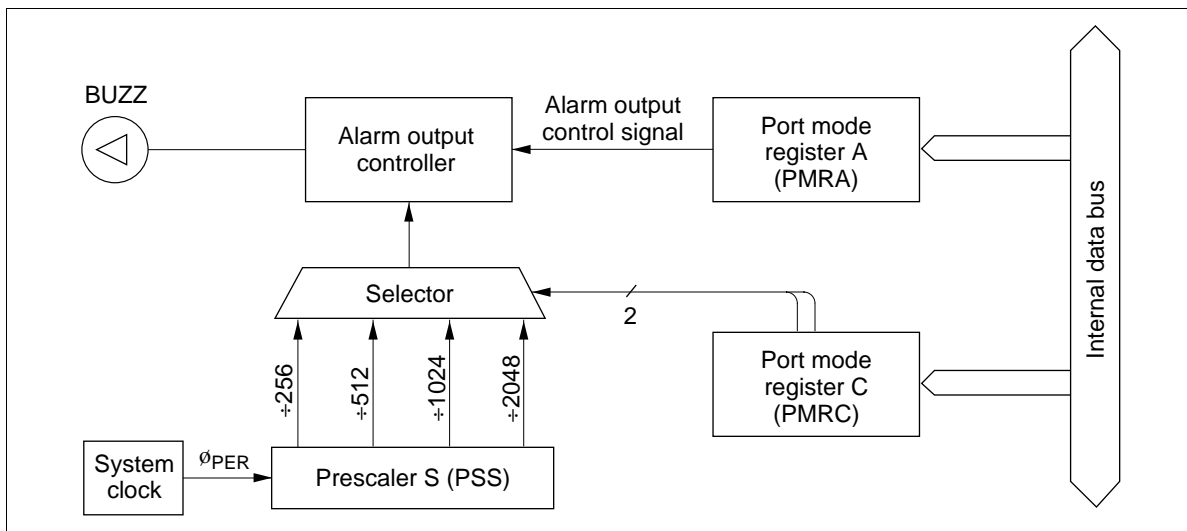 BUZZ
Alarm output
controller
Alarm output
control signal
Port mode
register A
(PMRA)
Internal data bus
Selector
2
Port mode
register C
(PMRC)
÷256
÷512
÷1024
÷2048
System
clock
øPER
Prescaler S (PSS)